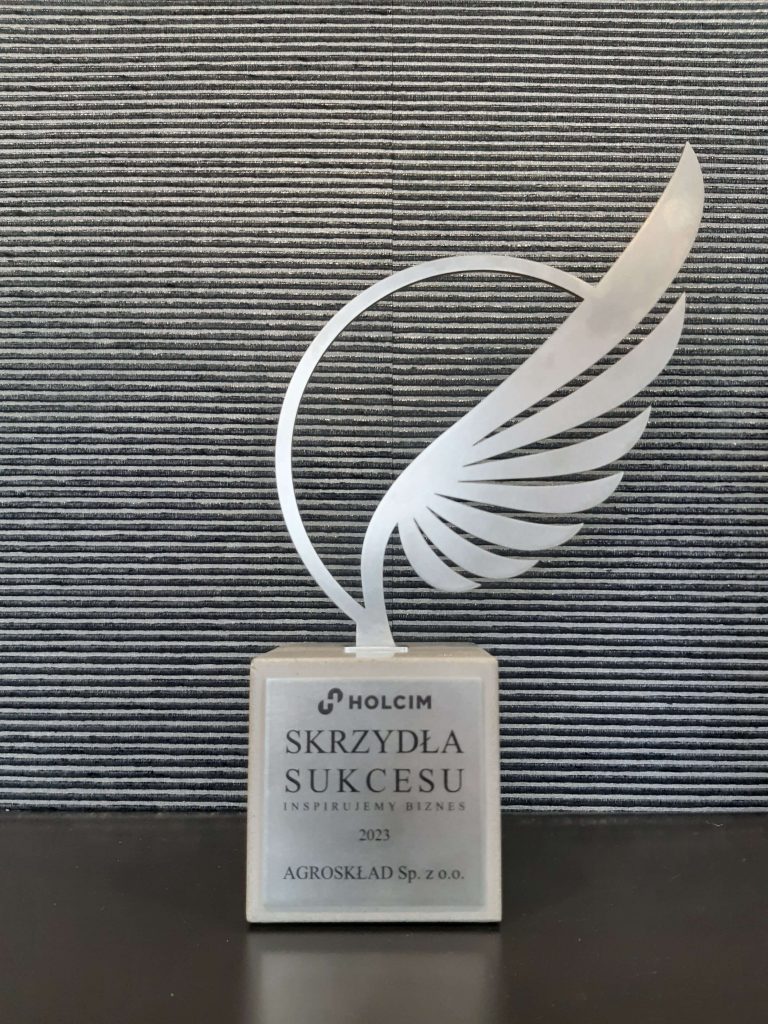 HOLCIM
SKRZYDŁA
SUKCESU
INSPIRUJEMY BIZNES
2023
AGROSKŁAD Sp. z o.o.